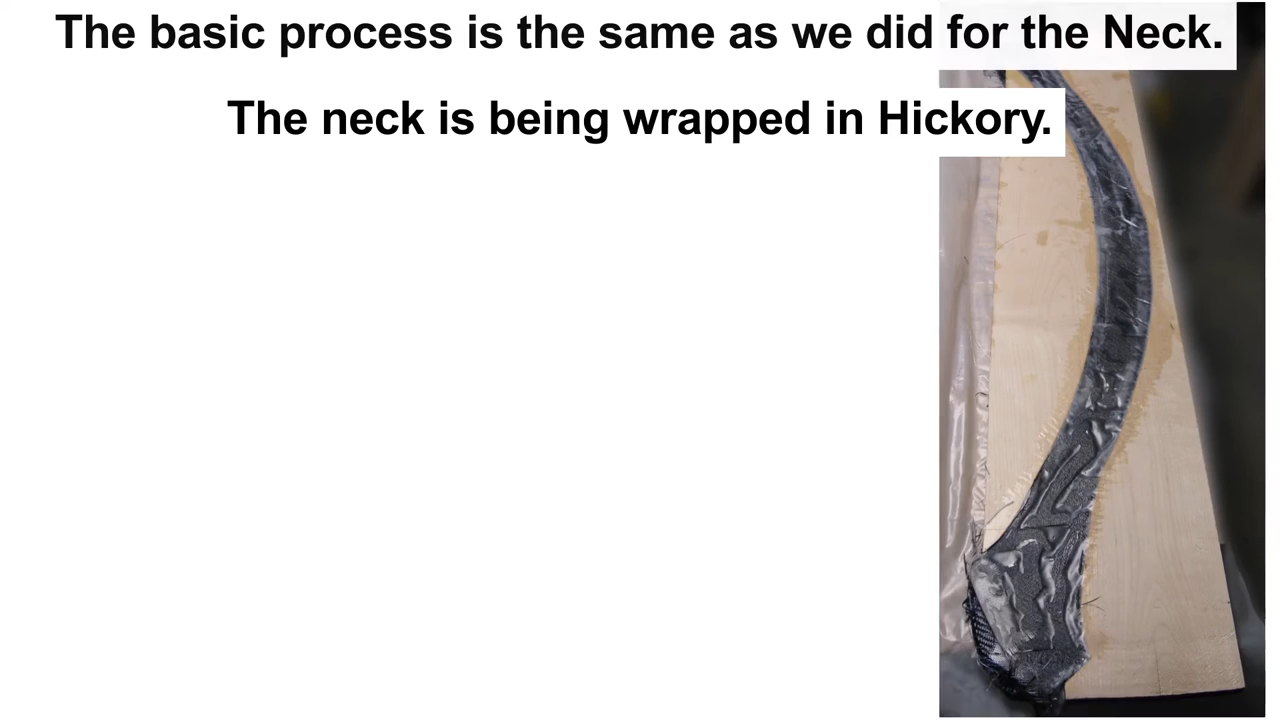 The basic process is the same as we did for the Neck.
The neck is being wrapped in Hickory.